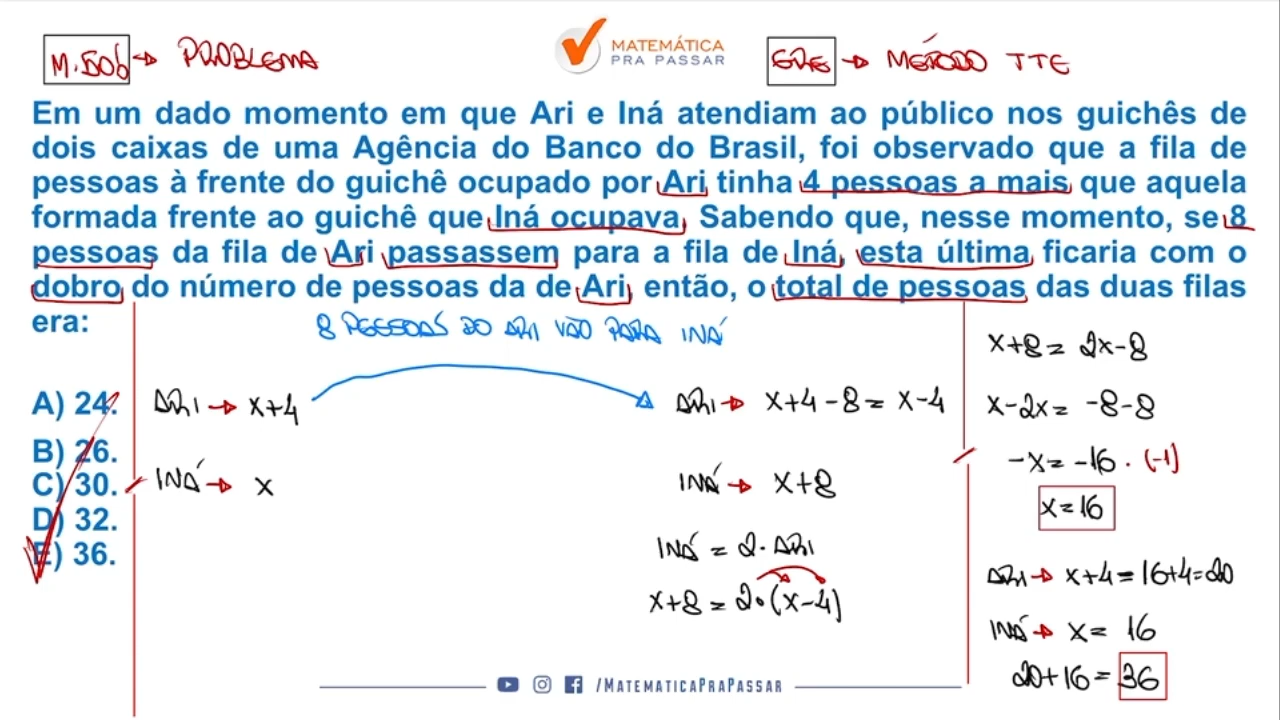 M.SÓb → PROBLEMA
MATEMÁTICA
PRA PASSAR
→ MÉTODO TTE
Em um dado momento em que Ari e Iná atendiam ao público nos guichês de
dois caixas de uma Agência do Banco do Brasil, foi observado que a fila de
pessoas à frente do guichê ocupado por Ari tinha 4 pessoas a mais que aquela
formada frente ao guichê que Iná ocupava. Sabendo que, nesse momento, se 8
pessoas da fila de Ari passassem para a fila de Iná, esta última ficaria com o
dobro do número de pessoas da de Ari, então, o total de pessoas das duas filas
era:
8 PESSOAS DO ARI VÃO PARA INÁ
A) 24.
B) 26.
C) 30.
D) 32.
E) 36.
ARI → x+4
INÁ → x
ARI → x+4-8= x-4
INÁ → x+8
INÁ = 2. ARI
x+8 = 2.(x-4)
x+8= 2x-8
x-2x= -8-8
-x= -16 . (-1)
x=16
ARI → x+4=16+4=20
INÁ → x= 16
20+16= 36
/MATEMATICAPRAPASSAR